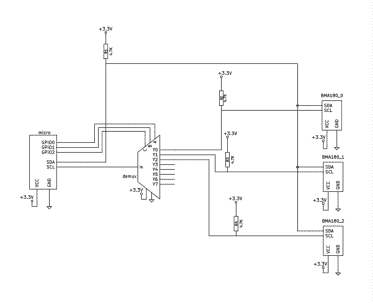 +3.3V
4.7K
+3.3V
4.7K
BMA180_0
SDA
SCL
VCC
GND
+3.3V
+3.3V
4.7K
micro
GPIO0
GPIO1
GPIO2
SDA
SCL
VCC
GND
+3.3V
demux
+3.3V
Y0
Y1
Y2
Y3
Y4
Y5
Y6
Y7
BMA180_1
SDA
SCL
VCC
GND
+3.3V
+3.3V
4.7K
BMA180_2
SDA
SCL
VCC
GND
+3.3V